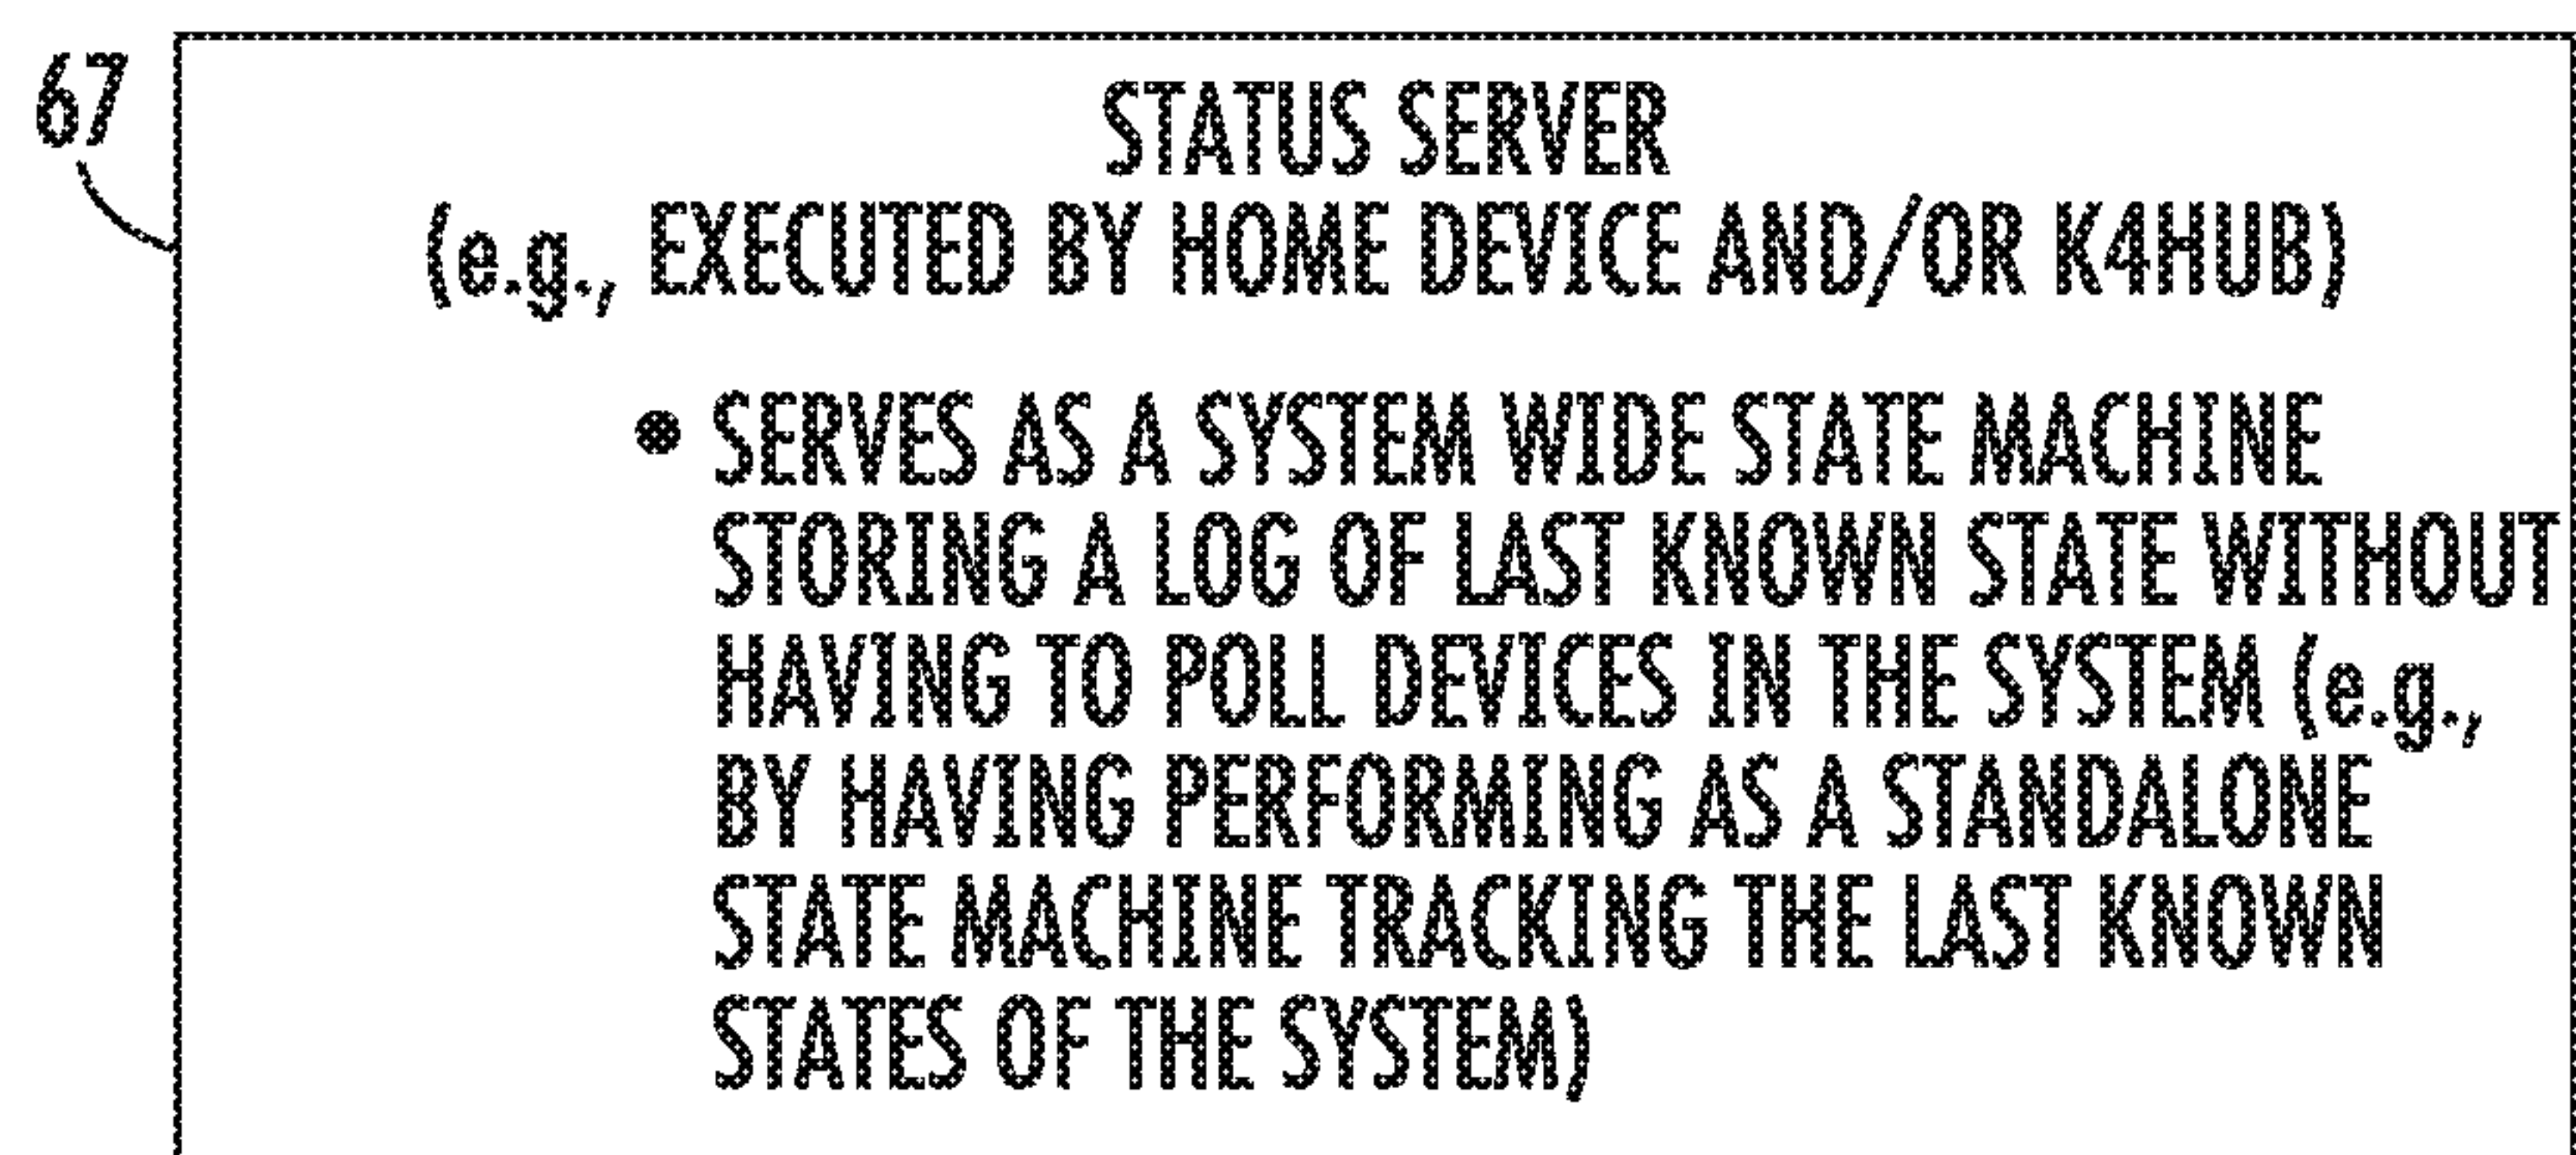 67
STATUS SERVER
(e.g., EXECUTED BY HOME DEVICE AND/OR K4HUB)
• SERVES AS A SYSTEM WIDE STATE MACHINE
STORING A LOG OF LAST KNOWN STATE WITHOUT
HAVING TO POLL DEVICES IN THE SYSTEM (e.g.,
BY HAVING PERFORMING AS A STANDALONE
STATE MACHINE TRACKING THE LAST KNOWN
STATES OF THE SYSTEM)